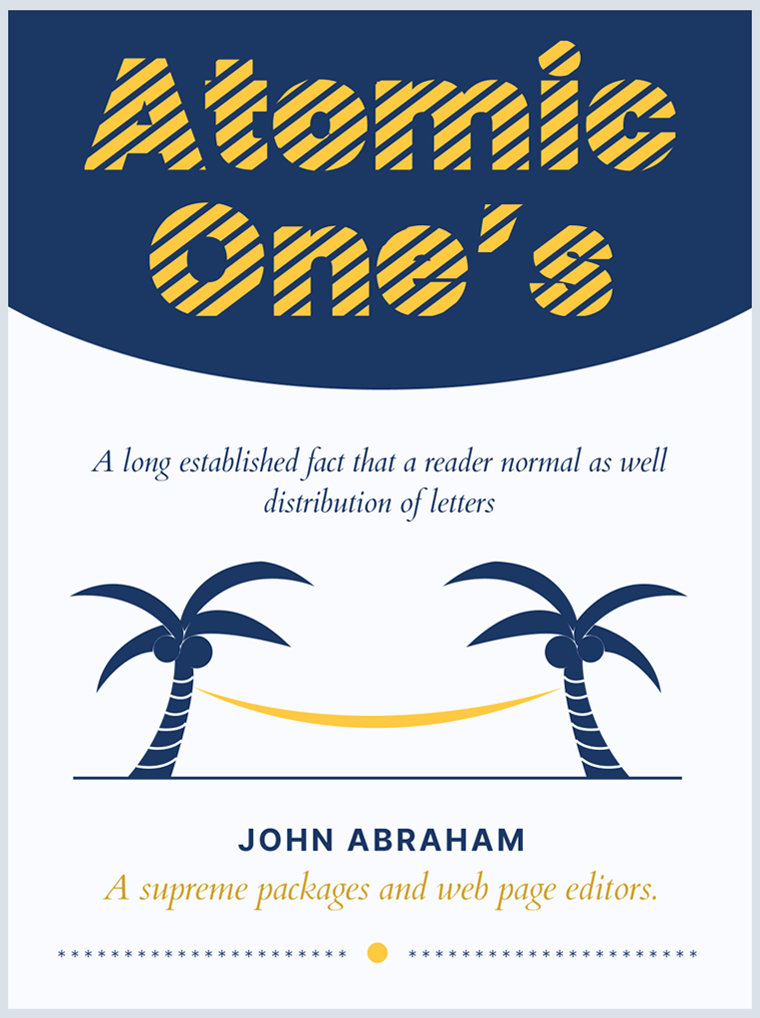 Atomic
One's
A long established fact that a reader normal as well
distribution of letters
JOHN ABRAHAM
A supreme packages and web page editors.